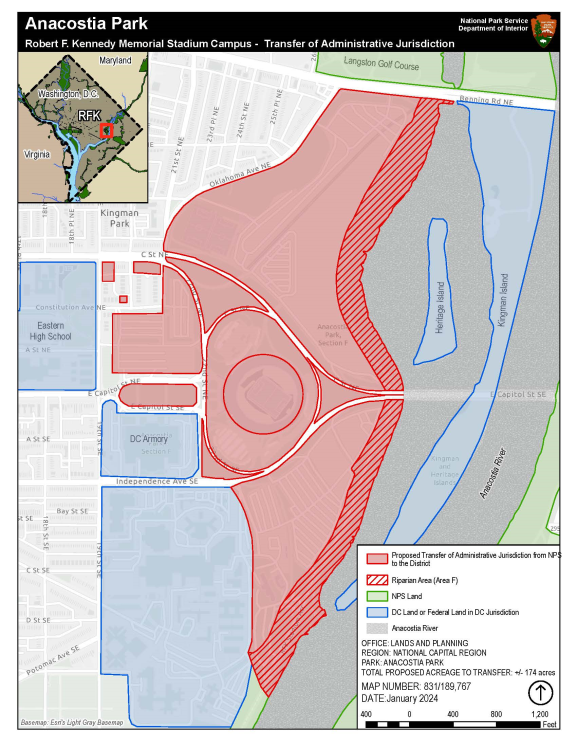 Anacostia Park
Robert F. Kennedy Memorial Stadium Campus - Transfer of Administrative Jurisdiction
National Park Service
Department of Interior
Maryland
Washington, D.C.
RFK
Virginia
Langston Golf Course
Benning Rd NE
25th Pl NE
24th St NE
23rd Pl NE
21st St NE
Oklahoma Ave NE
18th Pl NE
Kingman
Park
C St N
Constitution Ave NE
Eastern
High School
A St NE
Anacostia
Park,
Section F
Heritage Island
Kingman Island
E Capitol St NE
E Capitol St SE
E Capitol St SE
DC Armory
A St SE
19th St SE
Kingman
and
Heritage
Islands
Anacostia River
Independence Ave SE
Bay St SE
St SE
18th St SE
19th St SE
C St SE
D St SE
Potomac Ave SE
Proposed Transfer of Administrative Jurisdiction from NPS
to the District
Riparian Area (Area F)
NPS Land
DC Land or Federal Land in DC Jurisdiction
Anacostia River
OFFICE: LANDS AND PLANNING
REGION: NATIONAL CAPITAL REGION
PARK: ANACOSTIA PARK
TOTAL PROPOSED ACREAGE TO TRANSFER: +/- 174 acres
MAP NUMBER: 831/189,767
DATE:January 2024
400 0 400 800 1,200
Feet
Basemap: Esri's Light Gray Basemap